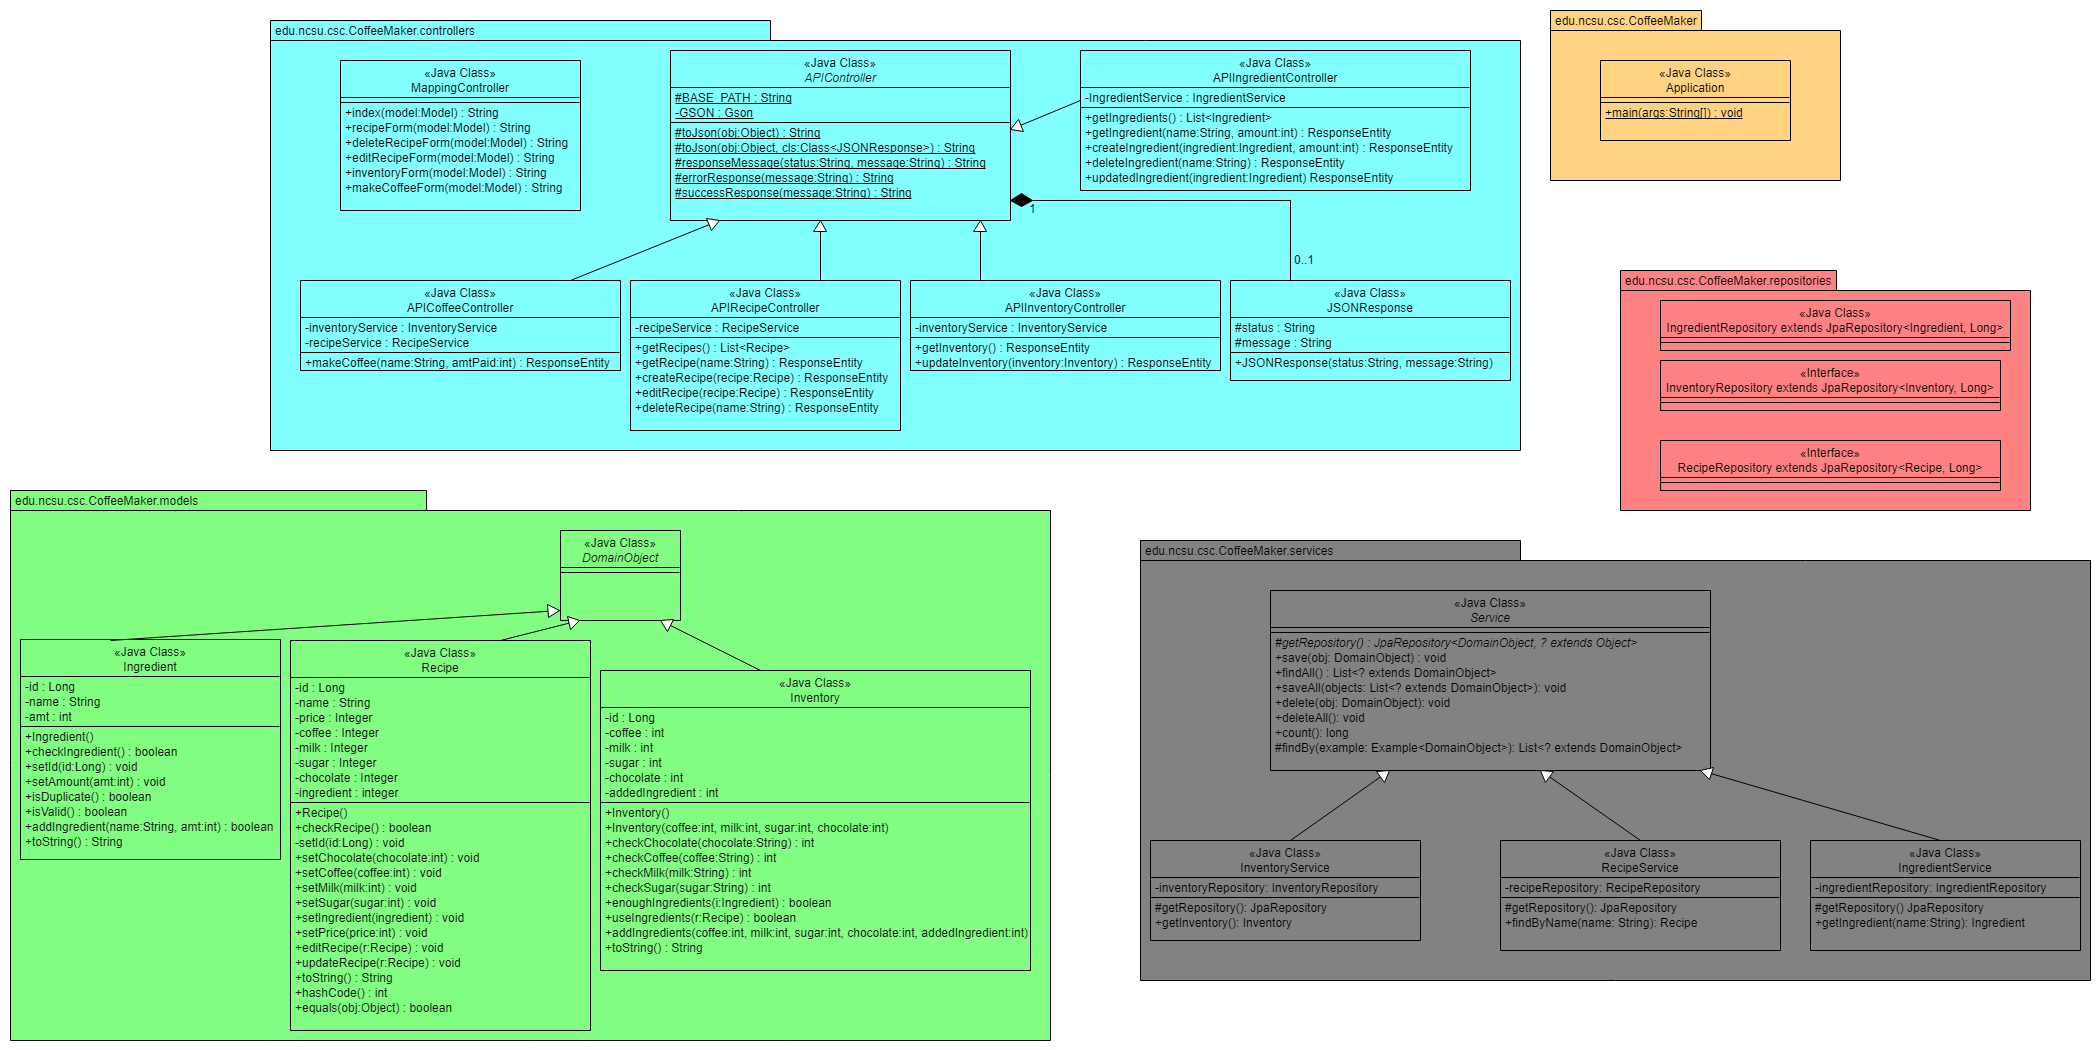 edu.ncsu.csc.CoffeeMaker.controllers
«Java Class»
MappingController
+index(model:Model) : String
+recipeForm(model:Model) : String
+deleteRecipeForm(model:Model) : String
+editRecipeForm(model:Model) : String
+inventoryForm(model:Model) : String
+makeCoffeeForm(model:Model) : String
«Java Class»
APIController
#BASE_PATH : String
-GSON : Gson
#toJson(obj:Object) : String
#toJson(obj:Object, cls:Class<JSONResponse>) : String
#responseMessage(status:String, message:String) : String
#errorResponse(message:String) : String
#successResponse(message:String) : String
«Java Class»
APIIngredientController
-IngredientService : IngredientService
+getIngredients() : List<Ingredient>
+getIngredient(name:String, amount:int) : ResponseEntity
+createIngredient(ingredient:Ingredient, amount:int) : ResponseEntity
+deleteIngredient(name:String) : ResponseEntity
+updatedIngredient(ingredient:Ingredient) ResponseEntity
1
0..1
«Java Class»
APICoffeeController
-inventoryService : InventoryService
-recipeService : RecipeService
+makeCoffee(name:String, amtPaid:int) : ResponseEntity
«Java Class»
APIRecipeController
-recipeService : RecipeService
+getRecipes() : List<Recipe>
+getRecipe(name:String) : ResponseEntity
+createRecipe(recipe:Recipe) : ResponseEntity
+editRecipe(recipe:Recipe) : ResponseEntity
+deleteRecipe(name:String) : ResponseEntity
«Java Class»
APIInventoryController
-inventoryService : InventoryService
+getInventory() : ResponseEntity
+updateInventory(inventory:Inventory) : ResponseEntity
«Java Class»
JSONResponse
#status : String
#message : String
+JSONResponse(status:String, message:String)
edu.ncsu.csc.CoffeeMaker
«Java Class»
Application
+main(args:String[]) : void
edu.ncsu.csc.CoffeeMaker.repositories
«Java Class»
IngredientRepository extends JpaRepository<Ingredient, Long>
«Interface»
InventoryRepository extends JpaRepository<Inventory, Long>
«Interface»
RecipeRepository extends JpaRepository<Recipe, Long>
edu.ncsu.csc.CoffeeMaker.models
«Java Class»
DomainObject
«Java Class»
Ingredient
-id : Long
-name : String
-amt : int
+Ingredient()
+checkIngredient() : boolean
+setId(id:Long) : void
+setAmount(amt:int) : void
+isDuplicate() : boolean
+isValid() : boolean
+addIngredient(name:String, amt:int) : boolean
+toString() : String
«Java Class»
Recipe
-id : Long
-name : String
-price : Integer
-coffee : Integer
-milk : Integer
-sugar : Integer
-chocolate : Integer
-ingredient : integer
+Recipe()
+checkRecipe() : boolean
-setId(id:Long) : void
+setChocolate(chocolate:int) : void
+setCoffee(coffee:int) : void
+setMilk(milk:int) : void
+setSugar(sugar:int) : void
+setIngredient(ingredient) : void
+setPrice(price:int) : void
+editRecipe(r:Recipe) : void
+updateRecipe(r:Recipe) : void
+toString() : String
+hashCode() : int
+equals(obj:Object) : boolean
«Java Class»
Inventory
-id : Long
-coffee : int
-milk : int
-sugar : int
-chocolate : int
-addedIngredient : int
+Inventory()
+Inventory(coffee:int, milk:int, sugar:int, chocolate:int)
+checkChocolate(chocolate:String) : int
+checkCoffee(coffee:String) : int
+checkMilk(milk:String) : int
+checkSugar(sugar:String) : int
+enoughIngredients(i:Ingredient) : boolean
+useIngredients(r:Recipe) : boolean
+addIngredients(coffee:int, milk:int, sugar:int, chocolate:int, addedIngredient:int)
+toString() : String
edu.ncsu.csc.CoffeeMaker.services
«Java Class»
Service
#getRepository() : JpaRepository<DomainObject, ? extends Object>
+save(obj: DomainObject) : void
+findAll() : List<? extends DomainObject>
+saveAll(objects: List<? extends DomainObject>): void
+delete(obj: DomainObject): void
+deleteAll(): void
+count(): long
#findBy(example: Example<DomainObject>): List<? extends DomainObject>
«Java Class»
InventoryService
-inventoryRepository: InventoryRepository
#getRepository(): JpaRepository
+getInventory(): Inventory
«Java Class»
RecipeService
-recipeRepository: RecipeRepository
#getRepository(): JpaRepository
+findByName(name: String): Recipe
«Java Class»
IngredientService
-ingredientRepository: IngredientRepository
#getRepository() JpaRepository
+getIngredient(name:String): Ingredient